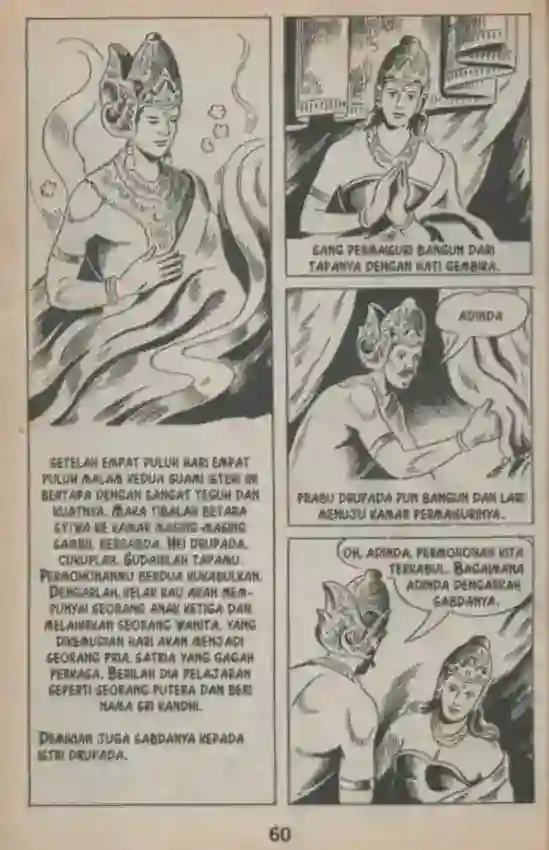 SETELAH EMPAT PULUH HARI EMPAT
PULUH MALAM KEDUA SUAMI ISTERI INI
BERTAPA DENGAN SANGAT TEGUH DAN
KUATNYA. MAKA TIBALAH BETARA
SYIWA KE KAMAR MASING-MASING
SAMBIL BERSABDA. HEI DRUPADA,
CUKUPLAH. SUDAHILAH TAPAMU.
PERMOHONANMU BERDUA KUKABULKAN.
DENGARLAH, KELAK KAU AKAN MEM-
PUNYAI SEORANG ANAK KETIGA DAN
MELAHIRKAN SEORANG WANITA, YANG
DIKEMUDIAN HARI AKAN MENJADI
SEORANG PRIA, SATRIA YANG GAGAH
PERKASA. BERILAH DIA PELAJARAN
SEPERTI SEORANG PUTERA DAN BERI
NAMA SRI KANDHI.
DEMIKIAN JUGA SABDANYA KEPADA
ISTRI DRUPADA.
SANG PERMAISURI BANGUN DARI
TAPANYA DENGAN HATI GEMBIRA.
ADINDA
PRABU DRUPADA PUN BANGUN DAN LARI
MENUJU KAMAR PERMAISURINYA.
OH, ADINDA, PERMOHONAN KITA
TERKABUL. BAGAIMANA
ADINDA DENGARKAH
SABDANYA.
60